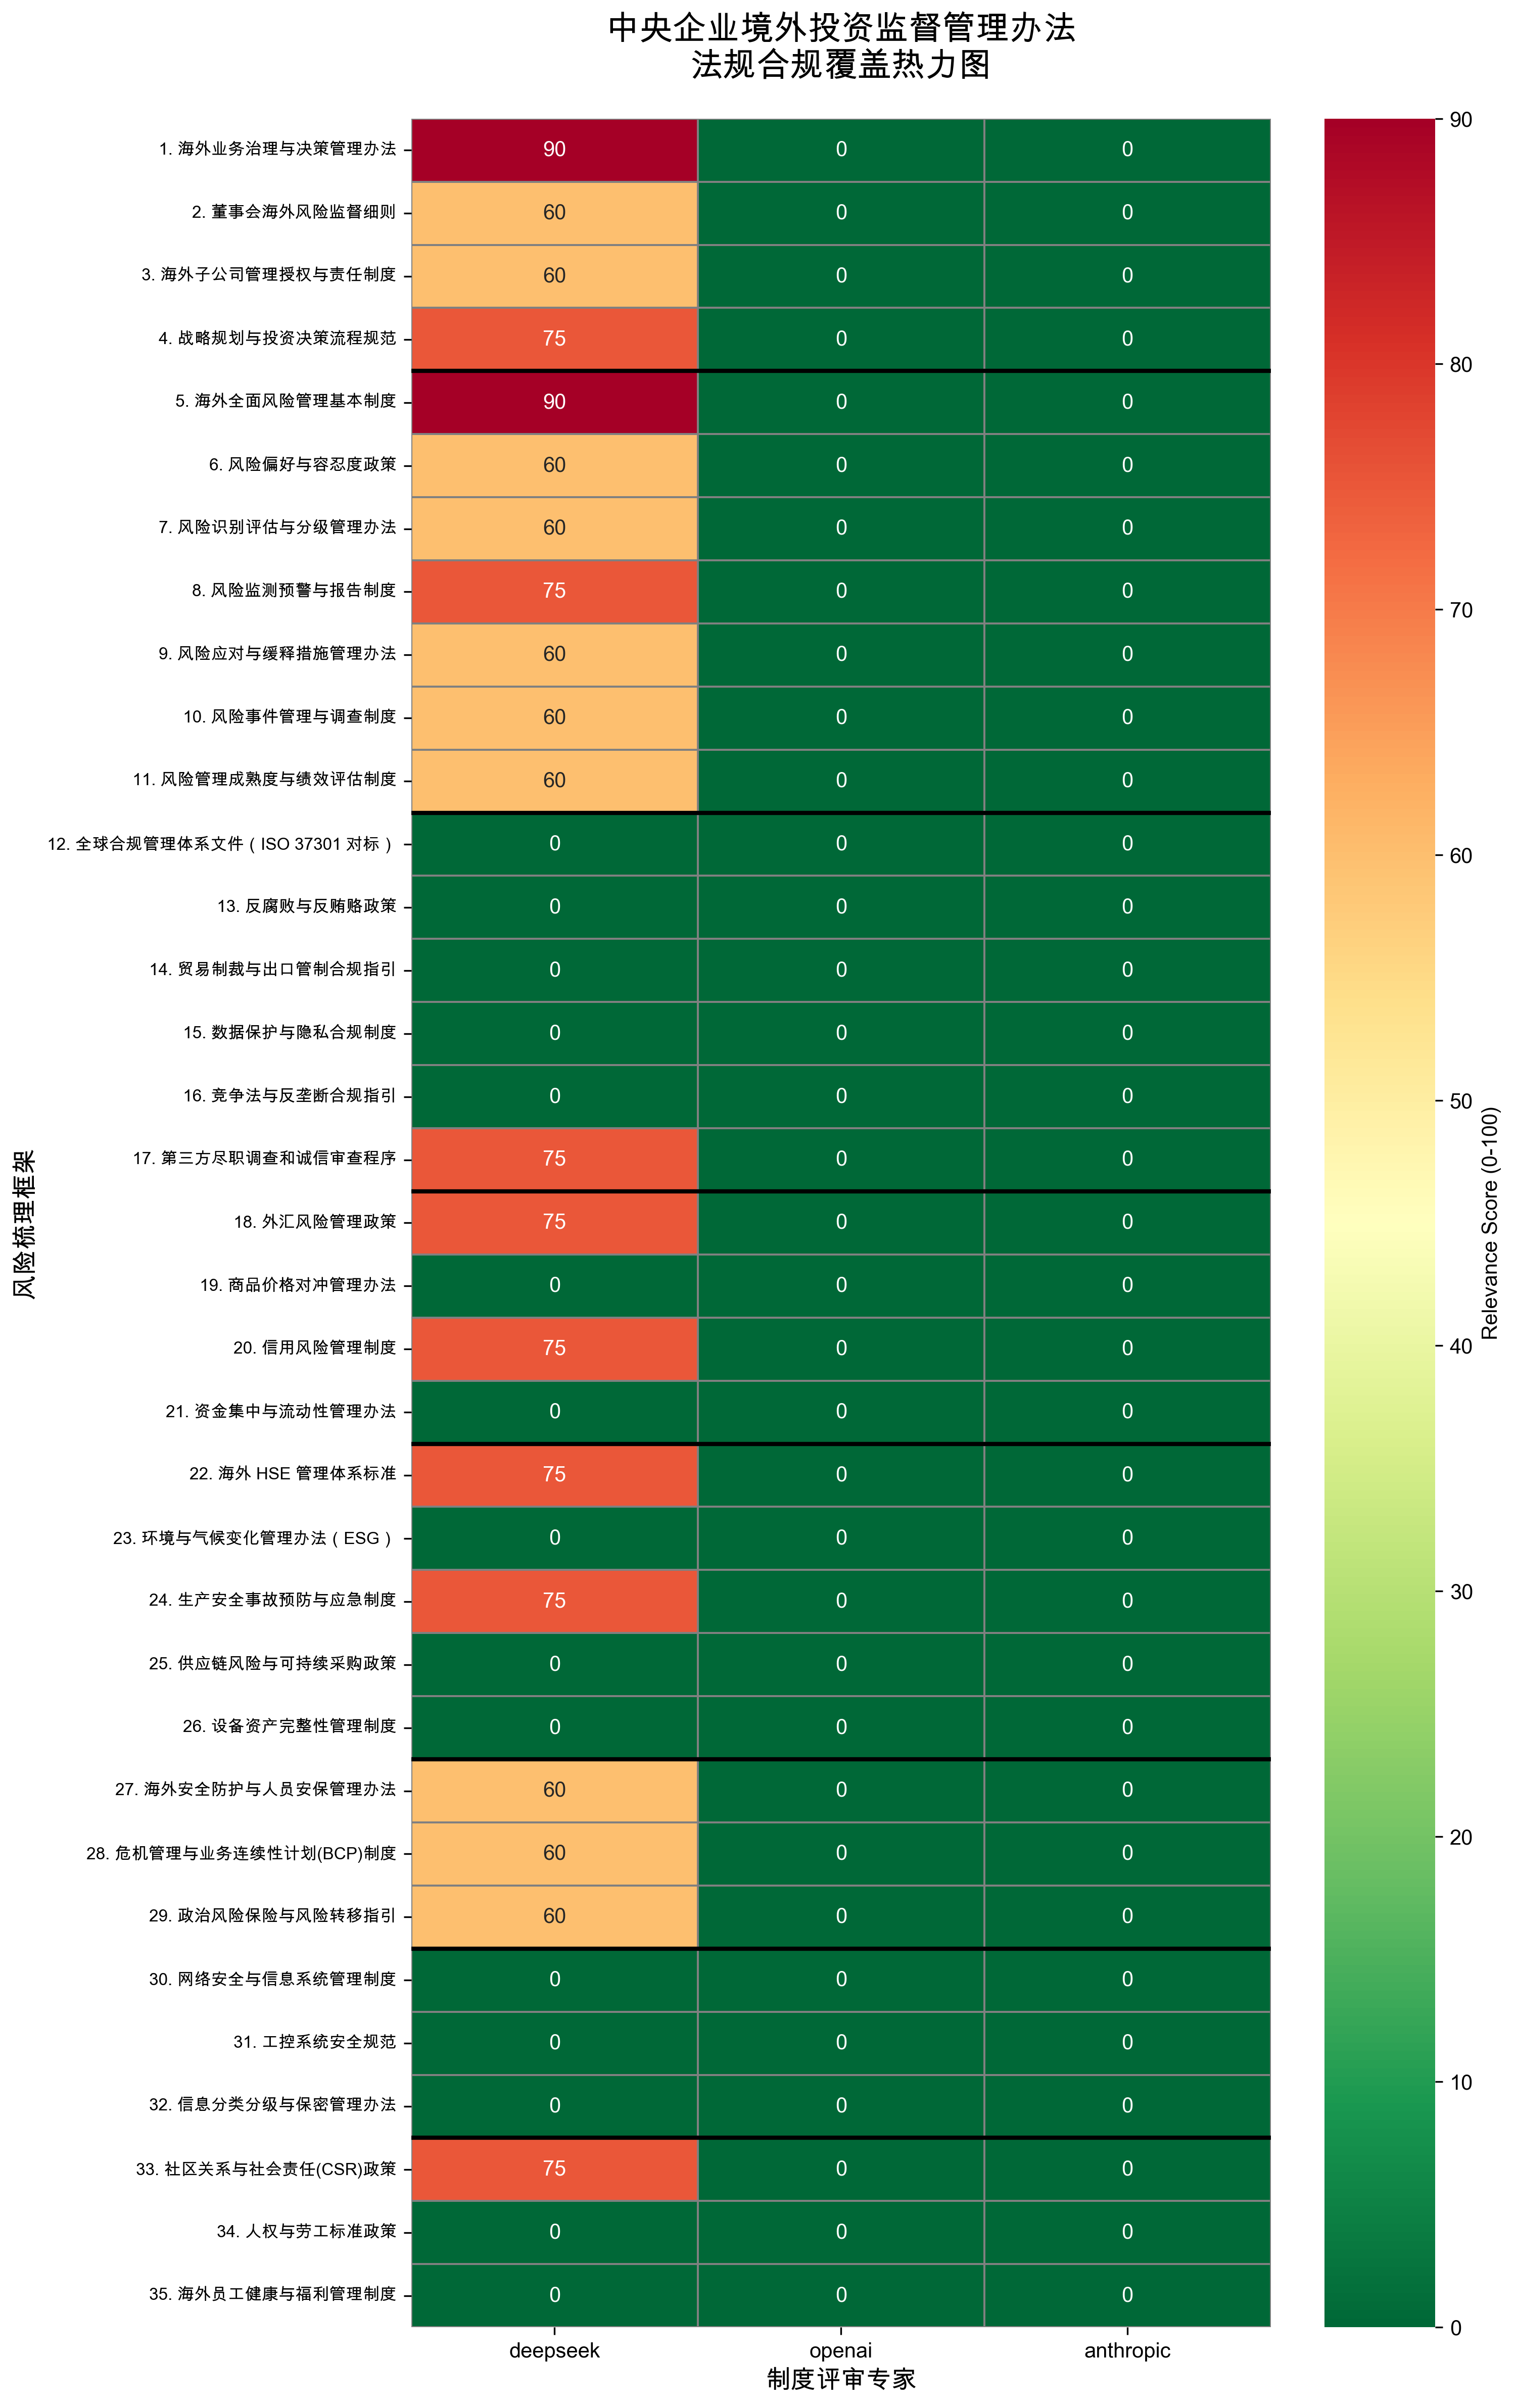 中央企业境外投资监督管理办法
法规合规覆盖热力图
1. 海外业务治理与决策管理办法 90 0 0
2. 董事会海外风险监督细则 60 0 0
3. 海外子公司管理授权与责任制度 60 0 0
4. 战略规划与投资决策流程规范 75 0 0
5. 海外全面风险管理基本制度 90 0 0
6. 风险偏好与容忍度政策 60 0 0
7. 风险识别评估与分级管理办法 60 0 0
8. 风险监测预警与报告制度 75 0 0
9. 风险应对与缓释措施管理办法 60 0 0
10. 风险事件管理与调查制度 60 0 0
11. 风险管理成熟度与绩效评估制度 60 0 0
12. 全球合规管理体系文件（ISO 37301 对标） 0 0 0
13. 反腐败与反贿赂政策 0 0 0
14. 贸易制裁与出口管制合规指引 0 0 0
15. 数据保护与隐私合规制度 0 0 0
16. 竞争法与反垄断合规指引 0 0 0
17. 第三方尽职调查和诚信审查程序 75 0 0
18. 外汇风险管理政策 75 0 0
19. 商品价格对冲管理办法 0 0 0
20. 信用风险管理制度 75 0 0
21. 资金集中与流动性管理办法 0 0 0
22. 海外 HSE 管理体系标准 75 0 0
23. 环境与气候变化管理办法（ESG） 0 0 0
24. 生产安全事故预防与应急制度 75 0 0
25. 供应链风险与可持续采购政策 0 0 0
26. 设备资产完整性管理制度 0 0 0
27. 海外安全防护与人员安保管理办法 60 0 0
28. 危机管理与业务连续性计划(BCP)制度 60 0 0
29. 政治风险保险与风险转移指引 60 0 0
30. 网络安全与信息系统管理制度 0 0 0
31. 工控系统安全规范 0 0 0
32. 信息分类分级与保密管理办法 0 0 0
33. 社区关系与社会责任(CSR)政策 75 0 0
34. 人权与劳工标准政策 0 0 0
35. 海外员工健康与福利管理制度 0 0 0
deepseek openai anthropic
制度评审专家
风险梳理框架
90
80
70
60
50
40
30
20
10
0
Relevance Score (0-100)